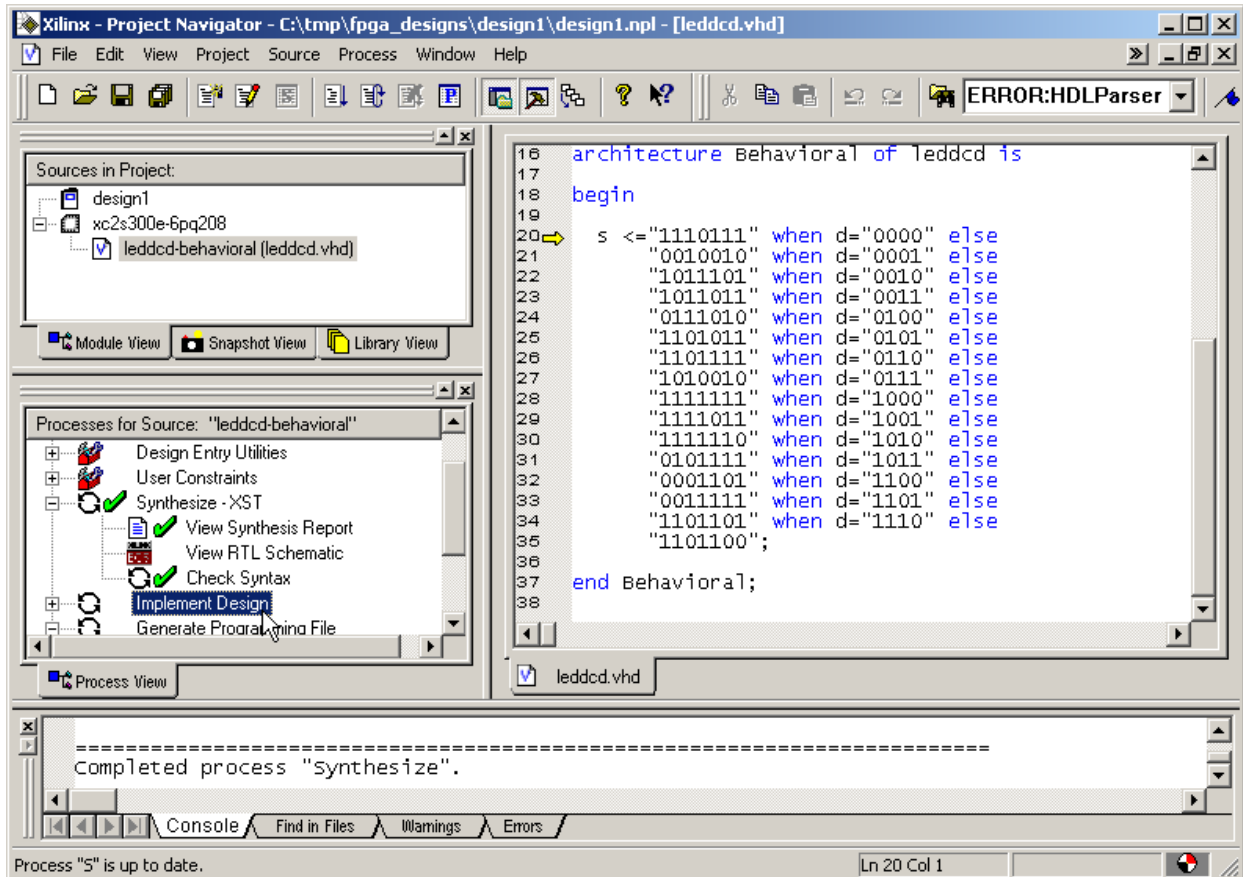 Xilinx - Project Navigator - C:\tmp\fpga_designs\design1\design1.npl - [leddcd.vhd]
File Edit View Project Source Process Window Help
ERROR:HDLParser
Sources in Project:
design1
xc2s300e-6pq208
leddcd-behavioral (leddcd.vhd)
Module View Snapshot View Library View
Processes for Source: "leddcd-behavioral"
Design Entry Utilities
User Constraints
Synthesize - XST
View Synthesis Report
View RTL Schematic
Check Syntax
Implement Design
Generate Programming File
Process View
16 architecture Behavioral of leddcd is
17
18 begin
19
20 s <="1110111" when d="0000" else
21 "0010010" when d="0001" else
22 "1011101" when d="0010" else
23 "1011011" when d="0011" else
24 "0111010" when d="0100" else
25 "1101011" when d="0101" else
26 "1101111" when d="0110" else
27 "1010010" when d="0111" else
28 "1111111" when d="1000" else
29 "1111011" when d="1001" else
30 "1111110" when d="1010" else
31 "0101111" when d="1011" else
32 "0001101" when d="1100" else
33 "0011111" when d="1101" else
34 "1101101" when d="1110" else
35 "1101100";
36
37 end Behavioral;
38
leddcd.vhd
=========================================================================
Completed process "Synthesize".
Console Find in Files Warnings Errors
Process "S" is up to date.
Ln 20 Col 1